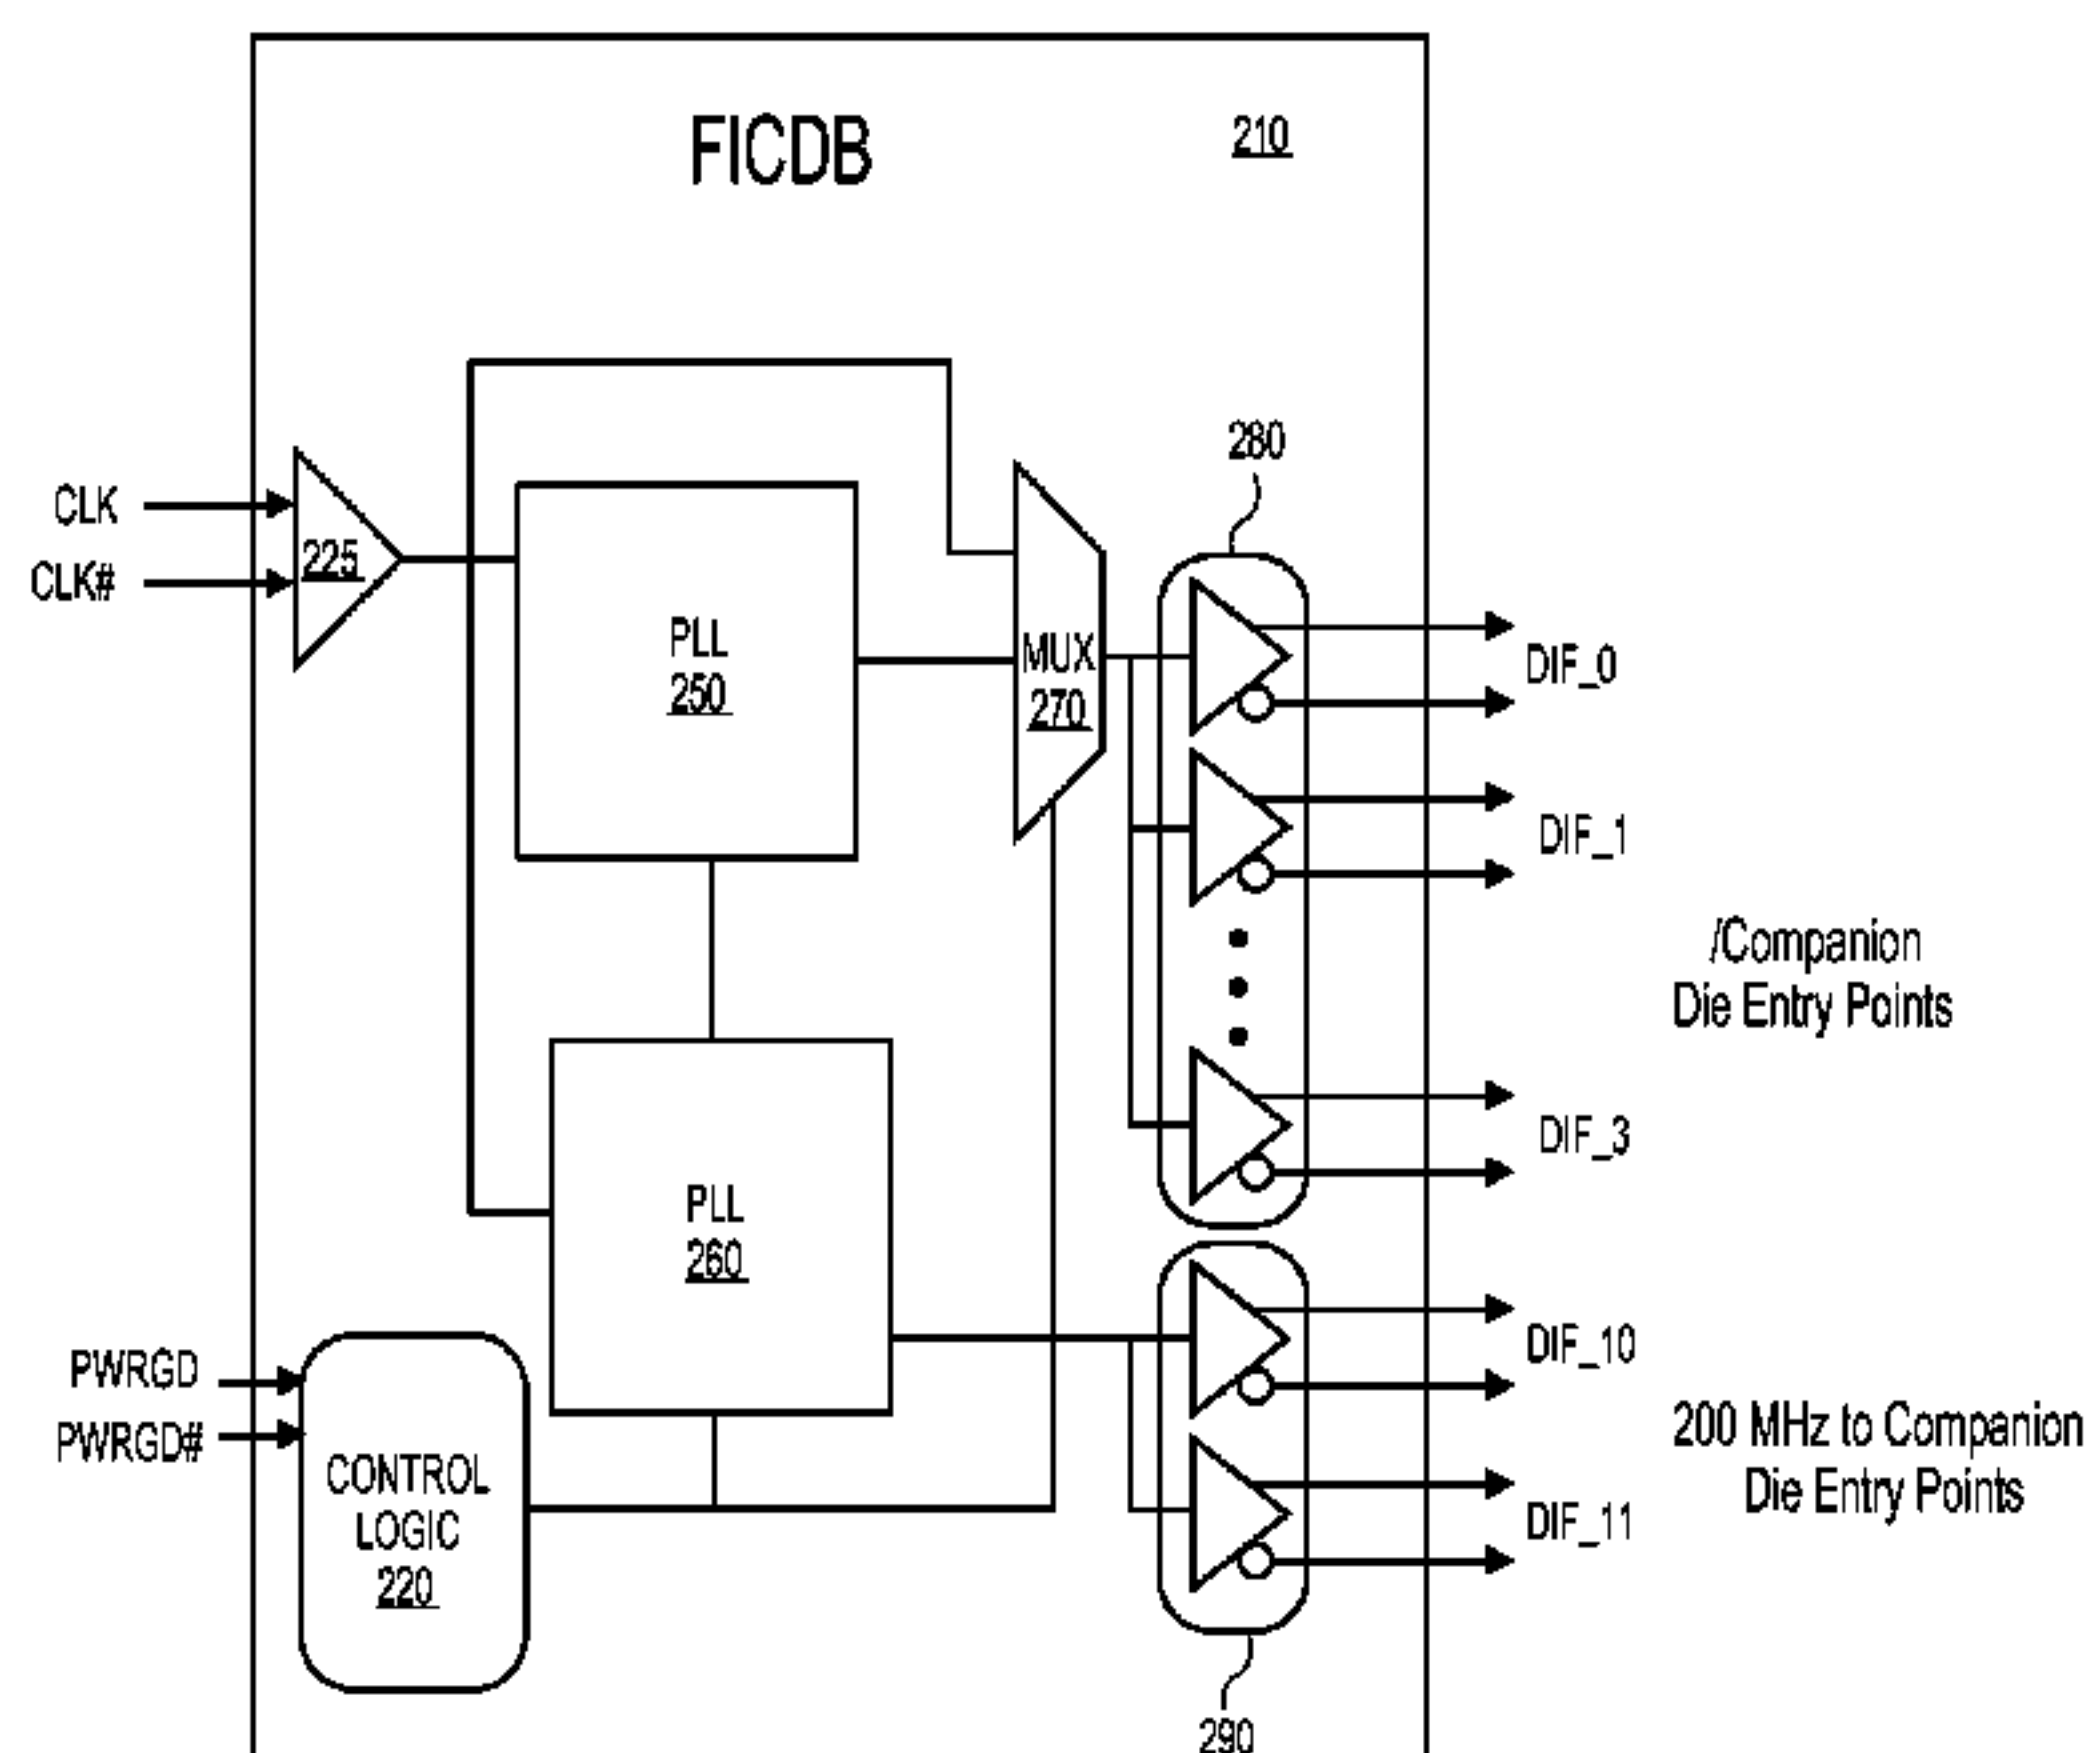 FICDB
210
CLK
CLK#
225
PLL
250
MUX
270
280
DIF_0
DIF_1
/Companion
Die Entry Points
DIF_3
PLL
260
PWRGD
PWRGD#
CONTROL
LOGIC
220
DIF_10
200 MHz to Companion
Die Entry Points
DIF_11
290